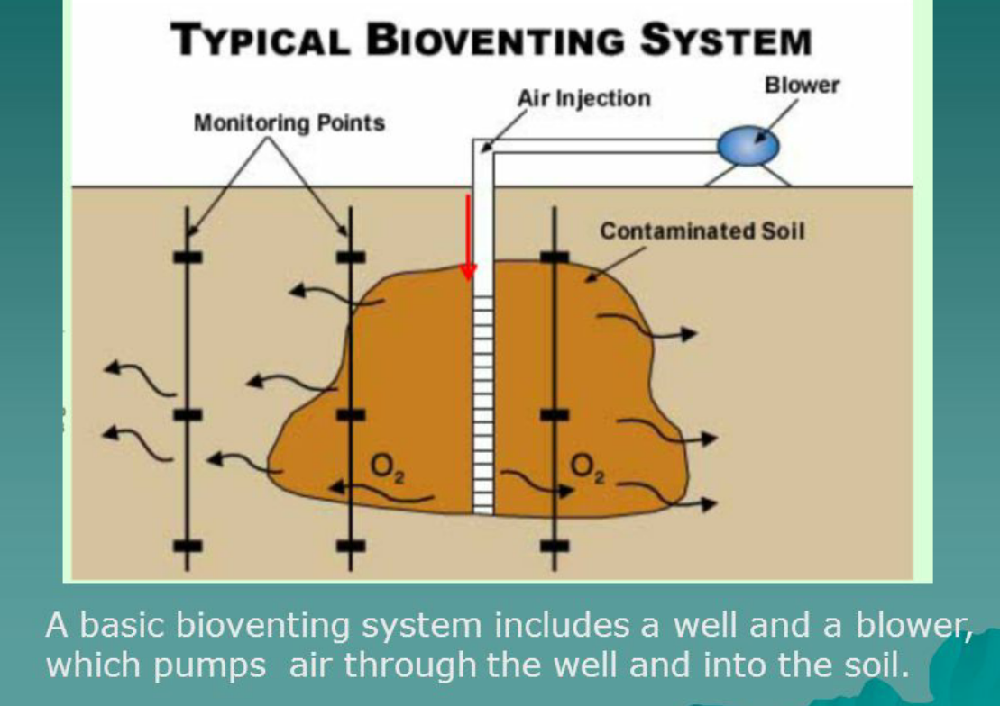 TYPICAL BIOVENTING SYSTEM
Blower
Air Injection
Monitoring Points
Contaminated Soil
O₂
O₂
A basic bioventing system includes a well and a blower,
which pumps air through the well and into the soil.